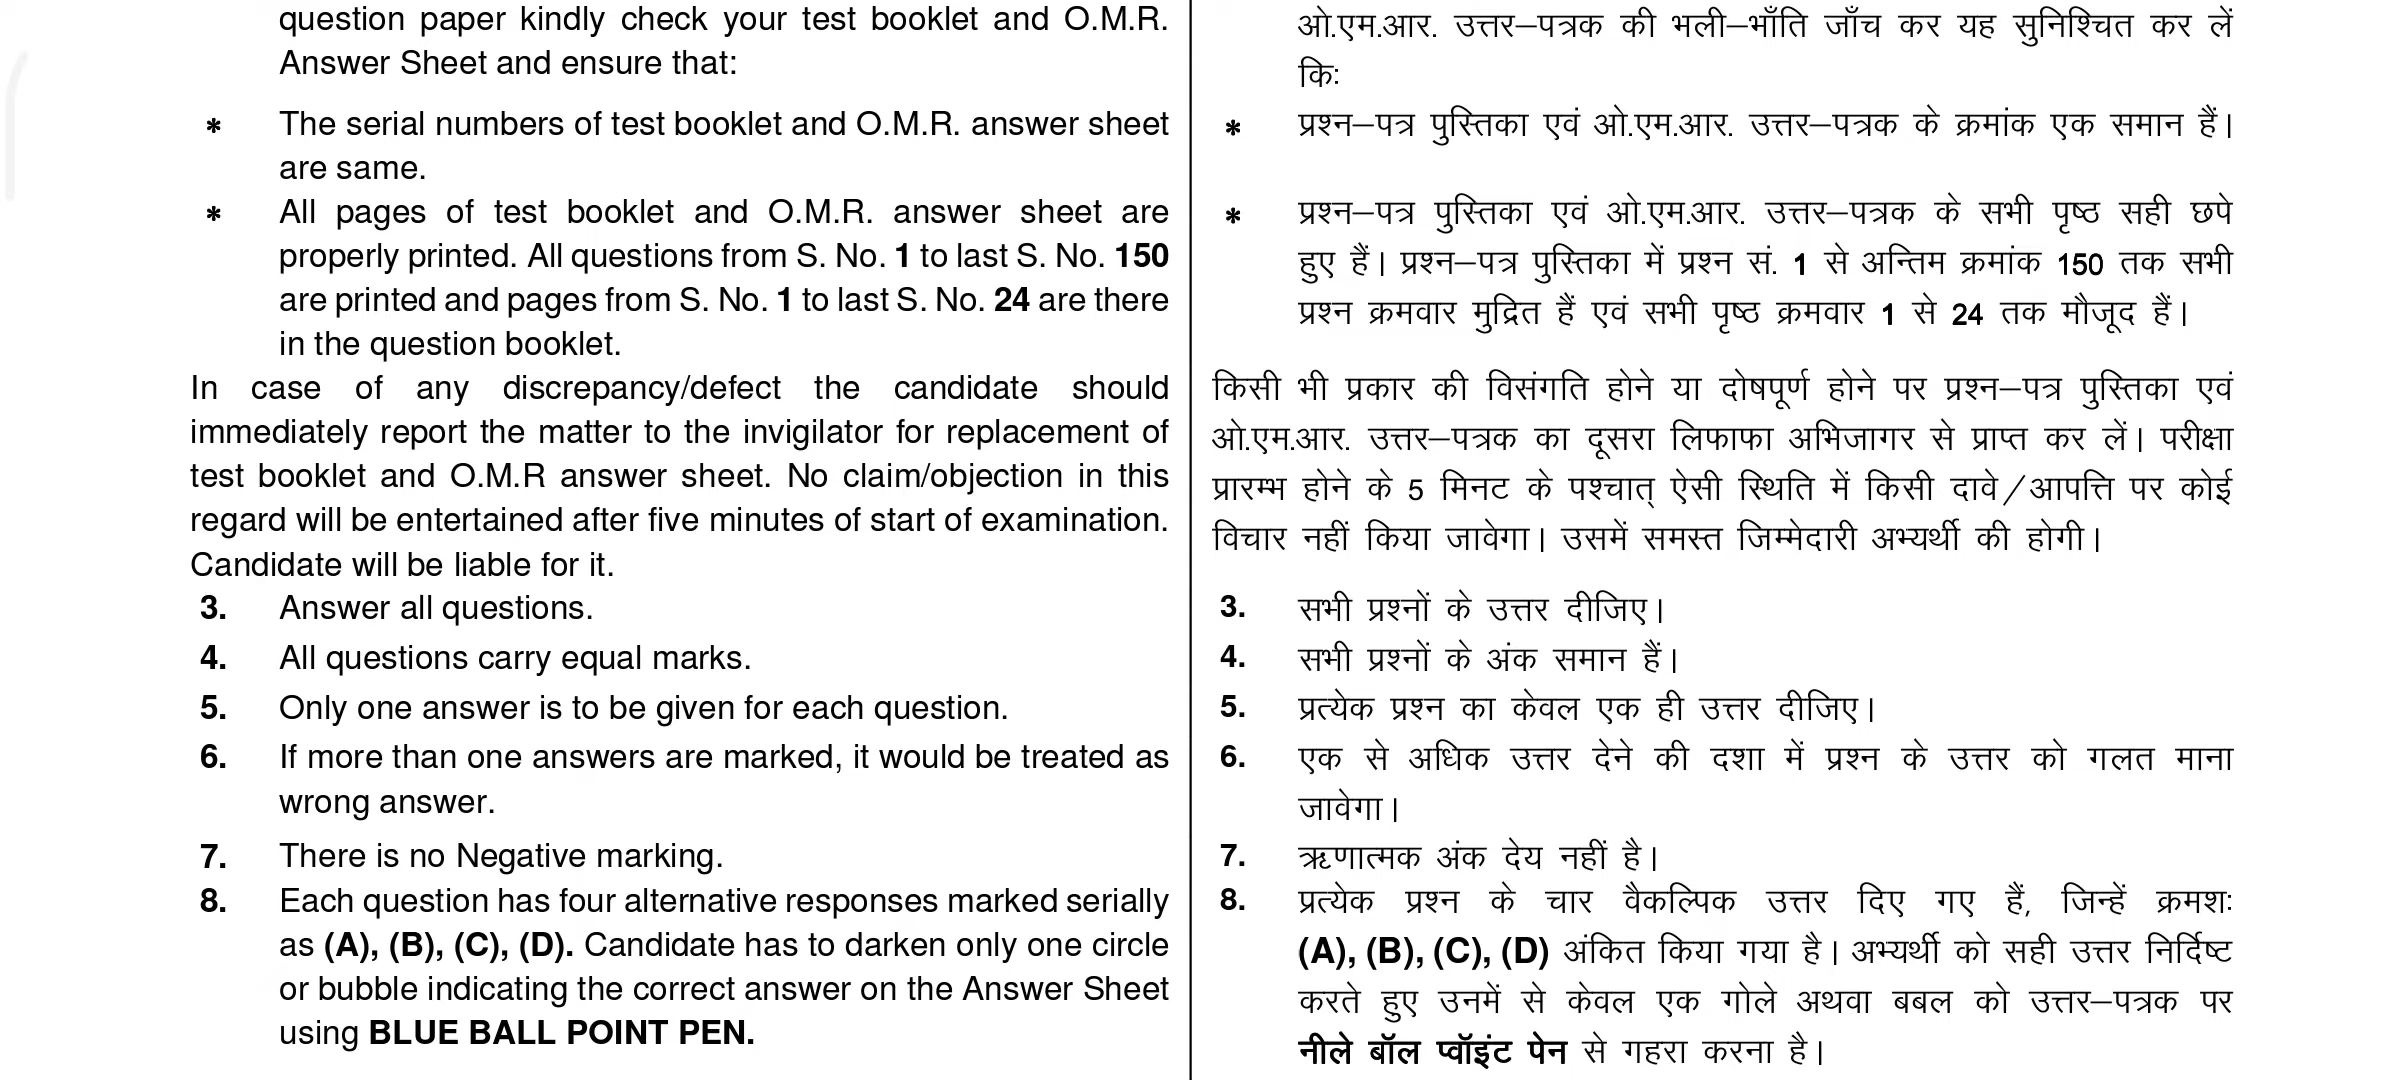 question paper kindly check your test booklet and O.M.R.
Answer Sheet and ensure that:
* The serial numbers of test booklet and O.M.R. answer sheet
are same.
* All pages of test booklet and O.M.R. answer sheet are
properly printed. All questions from S. No. 1 to last S. No. 150
are printed and pages from S. No. 1 to last S. No. 24 are there
in the question booklet.
In case of any discrepancy/defect the candidate should
immediately report the matter to the invigilator for replacement of
test booklet and O.M.R answer sheet. No claim/objection in this
regard will be entertained after five minutes of start of examination.
Candidate will be liable for it.
3. Answer all questions.
4. All questions carry equal marks.
5. Only one answer is to be given for each question.
6. If more than one answers are marked, it would be treated as
wrong answer.
7. There is no Negative marking.
8. Each question has four alternative responses marked serially
as (A), (B), (C), (D). Candidate has to darken only one circle
or bubble indicating the correct answer on the Answer Sheet
using BLUE BALL POINT PEN.
ओ.एम.आर. उत्तर–पत्रक की भली–भाँति जाँच कर यह सुनिश्चित कर लें
कि:
* प्रश्न–पत्र पुस्तिका एवं ओ.एम.आर. उत्तर–पत्रक के क्रमांक एक समान हैं।
* प्रश्न–पत्र पुस्तिका एवं ओ.एम.आर. उत्तर–पत्रक के सभी पृष्ठ सही छपे
हुए हैं। प्रश्न–पत्र पुस्तिका में प्रश्न सं. 1 से अन्तिम क्रमांक 150 तक सभी
प्रश्न क्रमवार मुद्रित हैं एवं सभी पृष्ठ क्रमवार 1 से 24 तक मौजूद हैं।
किसी भी प्रकार की विसंगति होने या दोषपूर्ण होने पर प्रश्न–पत्र पुस्तिका एवं
ओ.एम.आर. उत्तर–पत्रक का दूसरा लिफाफा अभिजागर से प्राप्त कर लें। परीक्षा
प्रारम्भ होने के 5 मिनट के पश्चात् ऐसी स्थिति में किसी दावे/आपत्ति पर कोई
विचार नहीं किया जावेगा। उसमें समस्त जिम्मेदारी अभ्यर्थी की होगी।
3. सभी प्रश्नों के उत्तर दीजिए।
4. सभी प्रश्नों के अंक समान हैं।
5. प्रत्येक प्रश्न का केवल एक ही उत्तर दीजिए।
6. एक से अधिक उत्तर देने की दशा में प्रश्न के उत्तर को गलत माना
जावेगा।
7. ऋणात्मक अंक देय नहीं है।
8. प्रत्येक प्रश्न के चार वैकल्पिक उत्तर दिए गए हैं, जिन्हें क्रमशः
(A), (B), (C), (D) अंकित किया गया है। अभ्यर्थी को सही उत्तर निर्दिष्ट
करते हुए उनमें से केवल एक गोले अथवा बबल को उत्तर–पत्रक पर
नीले बॉल प्वॉइंट पेन से गहरा करना है।